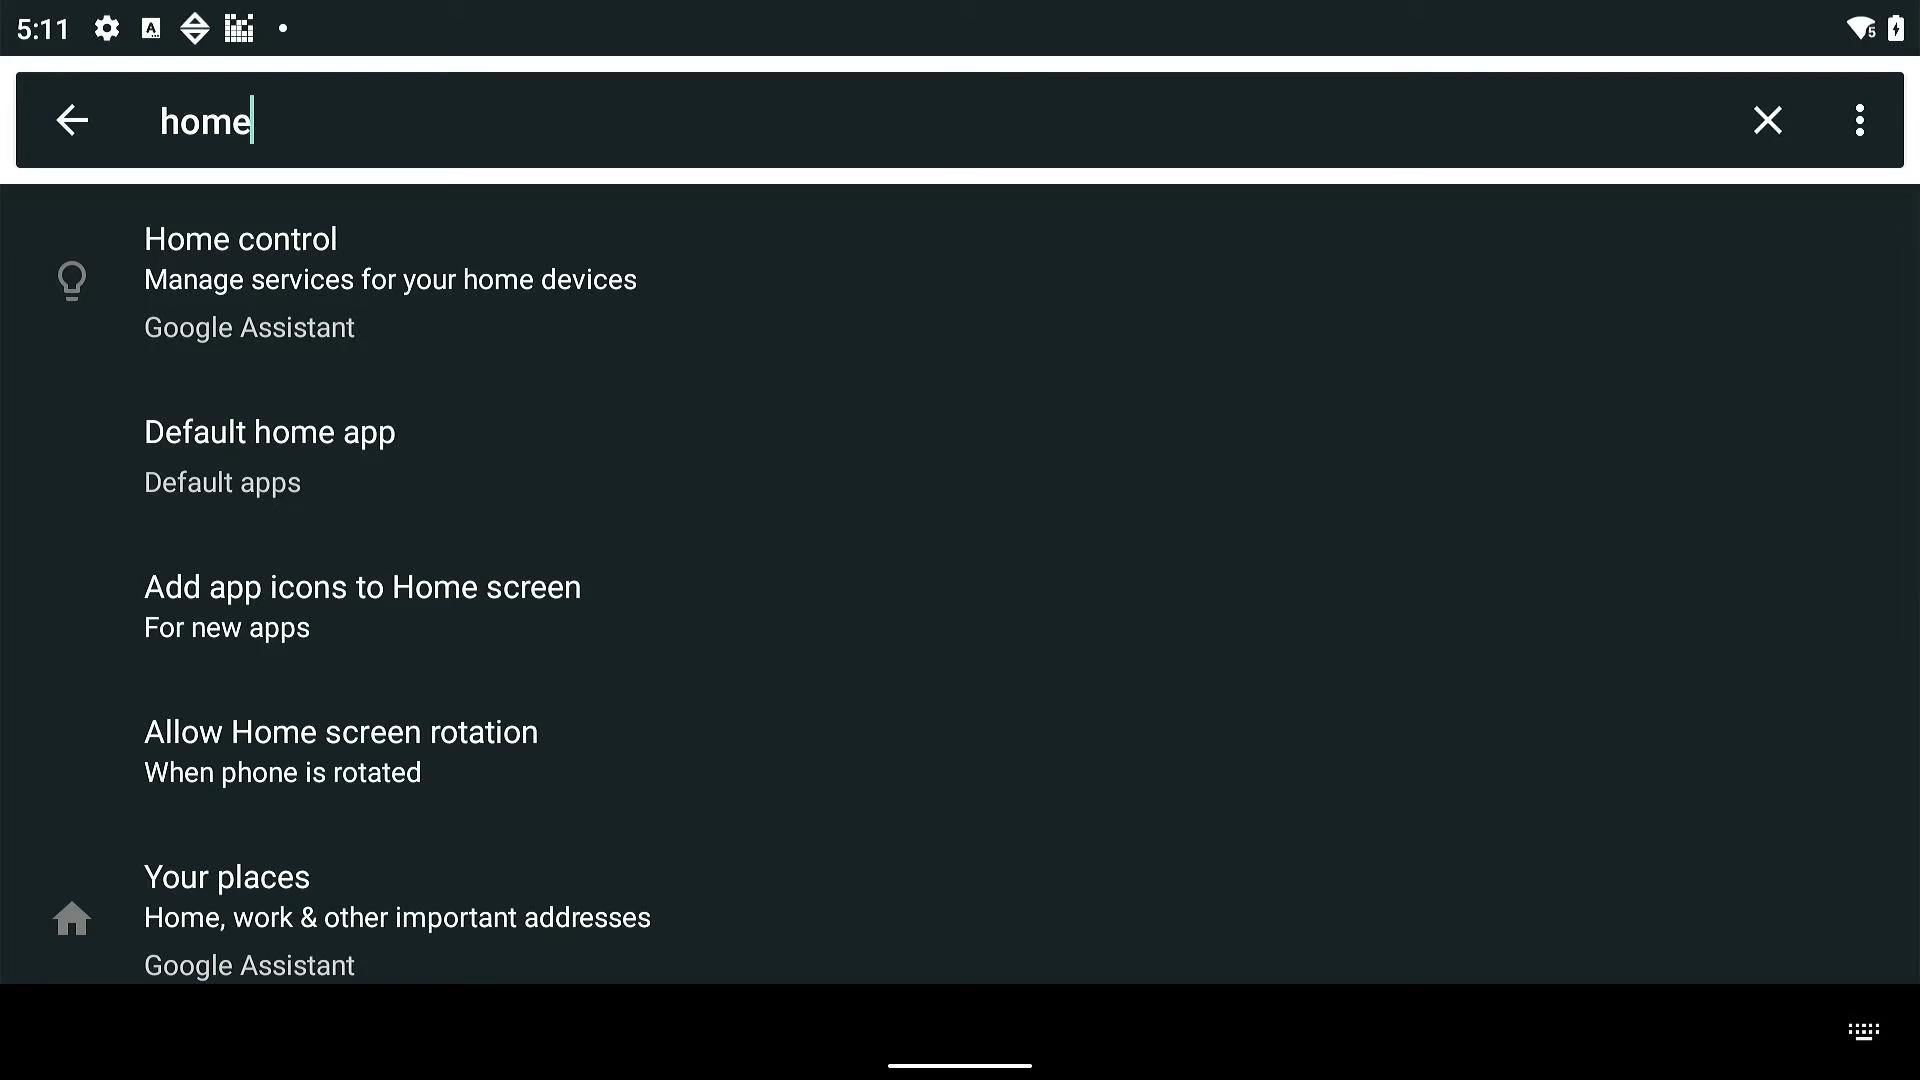 5:11
A
5
home
Home control
Manage services for your home devices
Google Assistant
Default home app
Default apps
Add app icons to Home screen
For new apps
Allow Home screen rotation
When phone is rotated
Your places
Home, work & other important addresses
Google Assistant